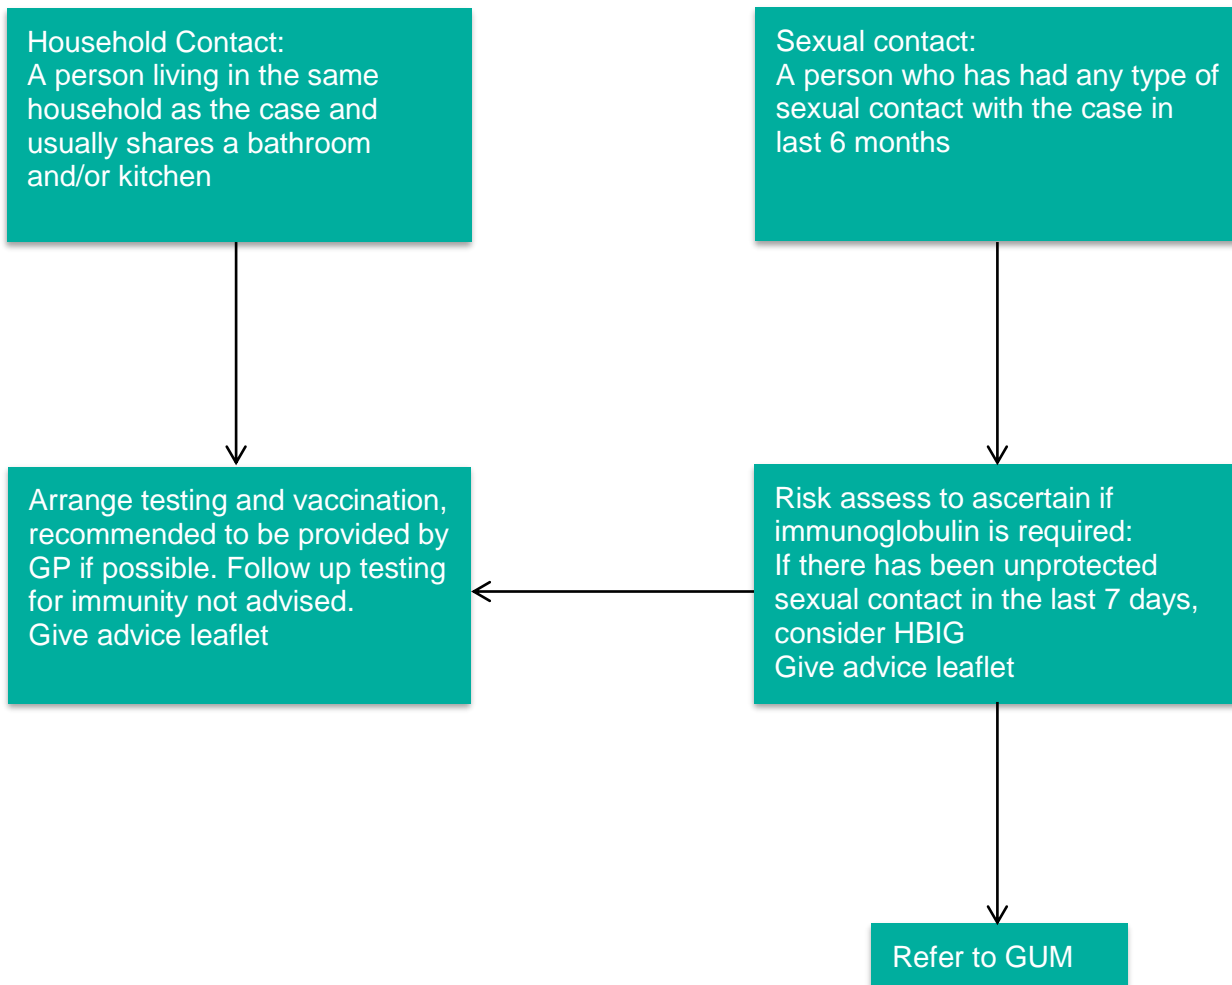 Household Contact:
A person living in the same
household as the case and
usually shares a bathroom
and/or kitchen
Sexual contact:
A person who has had any type of
sexual contact with the case in
last 6 months
Arrange testing and vaccination,
recommended to be provided by
GP if possible. Follow up testing
for immunity not advised.
Give advice leaflet
Risk assess to ascertain if
immunoglobulin is required:
If there has been unprotected
sexual contact in the last 7 days,
consider HBIG
Give advice leaflet
Refer to GUM